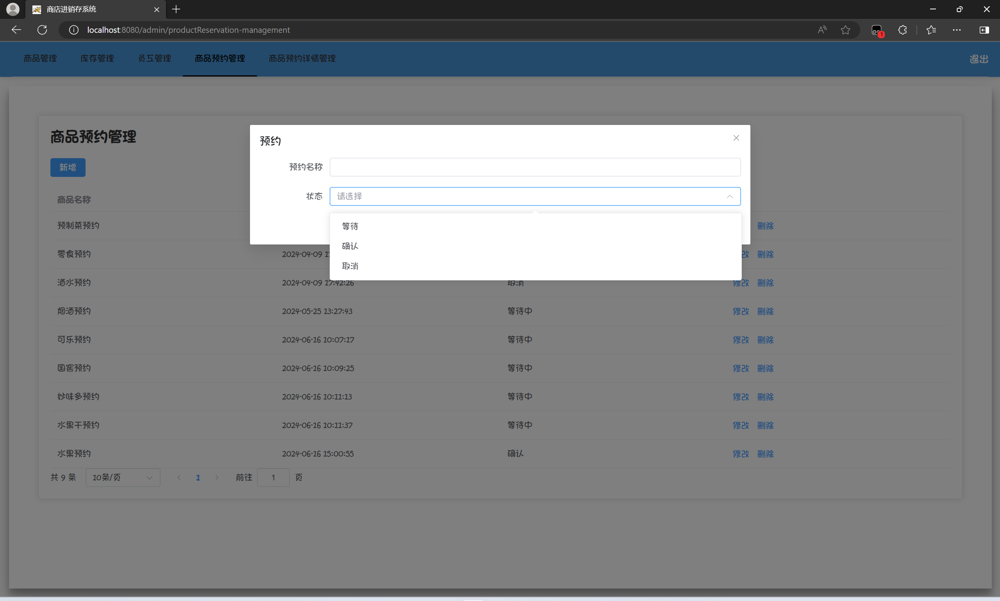 商店进销存系统
localhost:8080/admin/productReservation-management
1
商品管理 库存管理 员工管理 商品预约管理 商品预约详情管理 退出
商品预约管理
预约
新增
预约名称
状态 请选择
商品名称
等待
确认
取消
预制菜预约 删除
零食预约 2024-04-09 删除
酒水预约 2024-04-09 17:42:26 取消 修改 删除
烟酒预约 2024-05-25 13:27:43 等待中 修改 删除
可乐预约 2024-06-16 10:07:17 等待中 修改 删除
国窖预约 2024-06-16 10:09:25 等待中 修改 删除
妙味多预约 2024-06-16 10:11:13 等待中 修改 删除
水果干预约 2024-06-16 10:11:37 等待中 修改 删除
水果预约 2024-06-16 15:00:55 确认 修改 删除
共 9 条 10条/页 1 前往 1 页